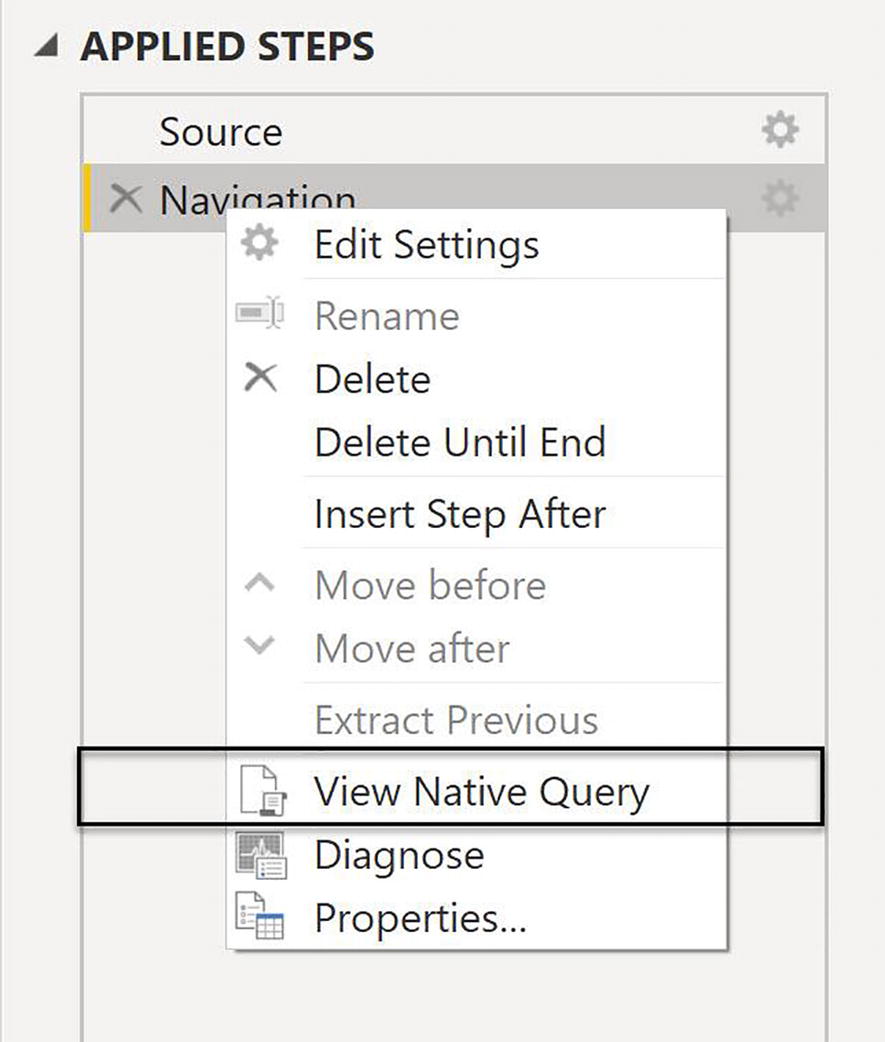 APPLIED STEPS
Source
Navigation
Edit Settings
Rename
Delete
Delete Until End
Insert Step After
Move before
Move after
Extract Previous
View Native Query
Diagnose
Properties...